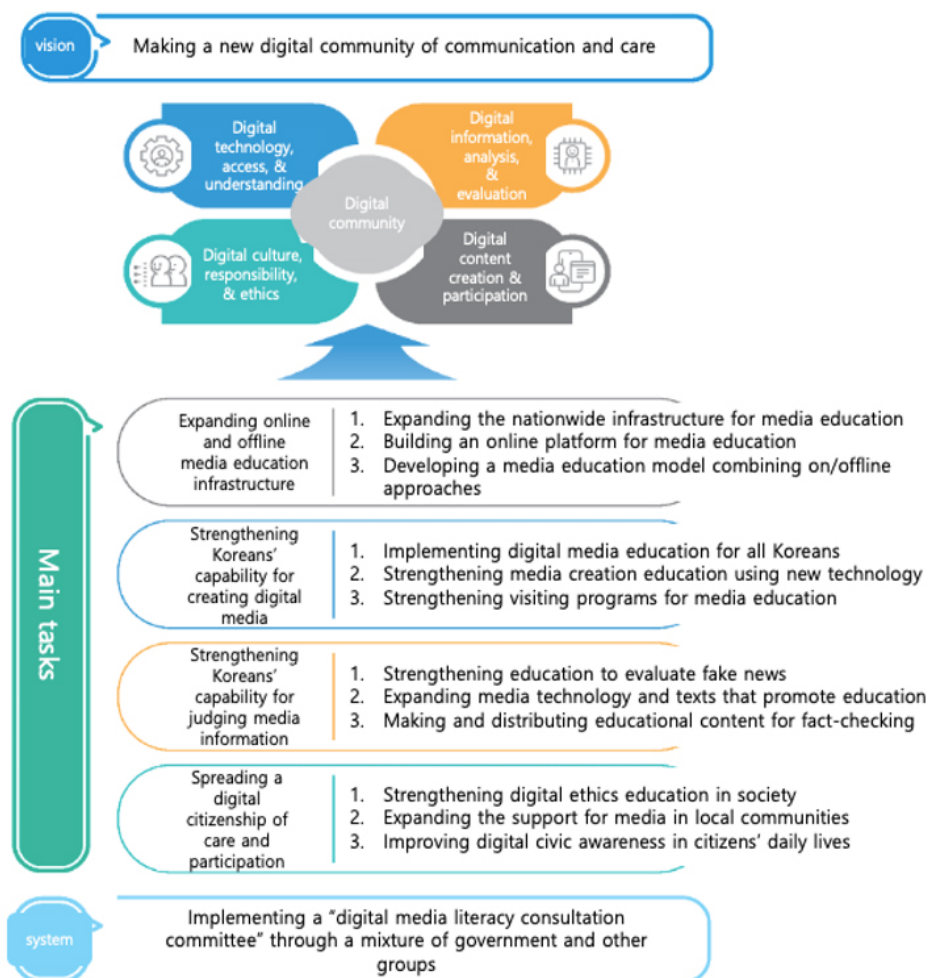 vision
Making a new digital community of communication and care
Digital
technology,
access, &
understanding
Digital
information,
analysis,
&
evaluation
Digital
community
Digital culture,
responsibility,
& ethics
Digital
content
creation &
participation
Main tasks
Expanding online
and offline
media education
infrastructure
1. Expanding the nationwide infrastructure for media education
2. Building an online platform for media education
3. Developing a media education model combining on/offline
approaches
Strengthening
Koreans'
capability for
creating digital
media
1. Implementing digital media education for all Koreans
2. Strengthening media creation education using new technology
3. Strengthening visiting programs for media education
Strengthening
Koreans'
capability for
judging media
information
1. Strengthening education to evaluate fake news
2. Expanding media technology and texts that promote education
3. Making and distributing educational content for fact-checking
Spreading a
digital
citizenship of
care and
participation
1. Strengthening digital ethics education in society
2. Expanding the support for media in local communities
3. Improving digital civic awareness in citizens' daily lives
system
Implementing a "digital media literacy consultation
committee" through a mixture of government and other
groups